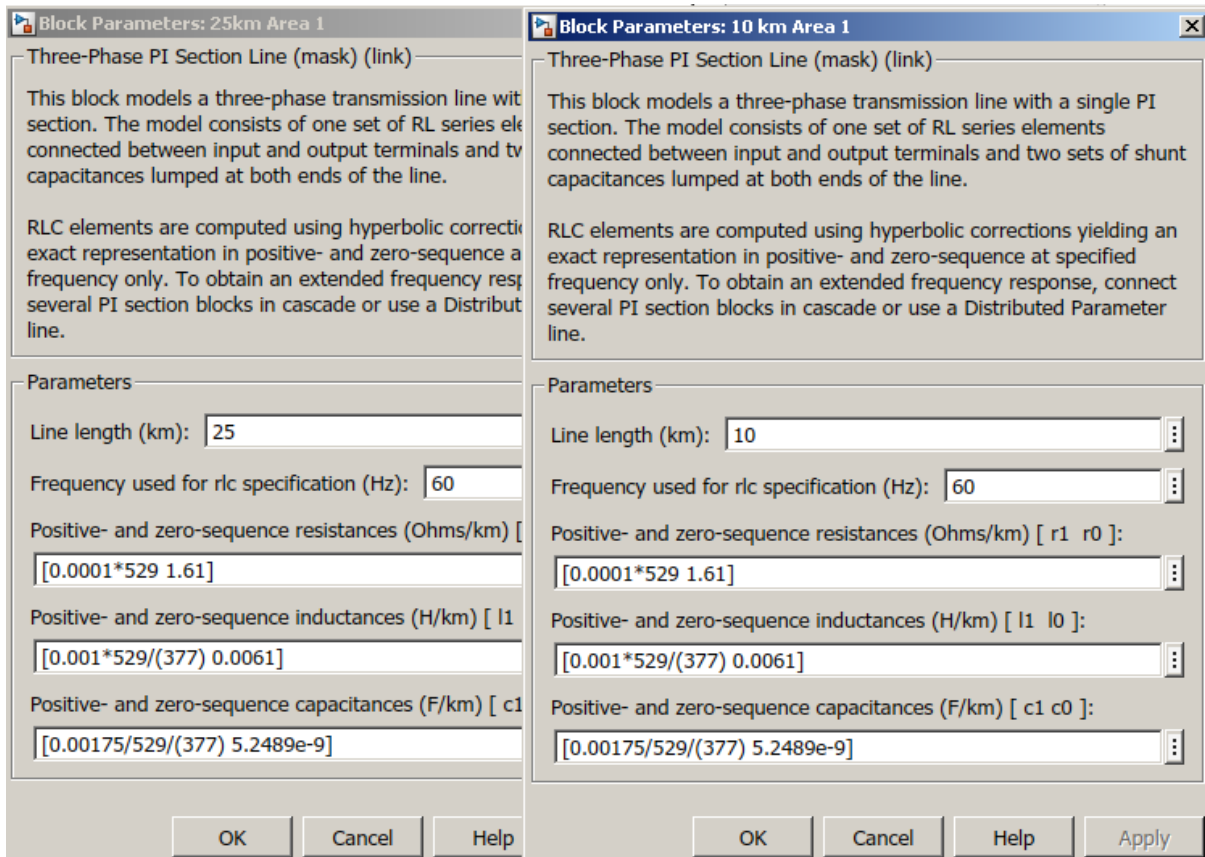 Block Parameters: 25km Area 1
Three-Phase PI Section Line (mask) (link)
This block models a three-phase transmission line wit
section. The model consists of one set of RL series ele
connected between input and output terminals and tw
capacitances lumped at both ends of the line.
RLC elements are computed using hyperbolic correctio
exact representation in positive- and zero-sequence a
frequency only. To obtain an extended frequency resp
several PI section blocks in cascade or use a Distribut
line.
Parameters
Line length (km): 25
Frequency used for rlc specification (Hz): 60
Positive- and zero-sequence resistances (Ohms/km) [
[0.0001*529 1.61]
Positive- and zero-sequence inductances (H/km) [ l1
[0.001*529/(377) 0.0061]
Positive- and zero-sequence capacitances (F/km) [ c1
[0.00175/529/(377) 5.2489e-9]
OK Cancel Help
Block Parameters: 10 km Area 1
Three-Phase PI Section Line (mask) (link)
This block models a three-phase transmission line with a single PI
section. The model consists of one set of RL series elements
connected between input and output terminals and two sets of shunt
capacitances lumped at both ends of the line.
RLC elements are computed using hyperbolic corrections yielding an
exact representation in positive- and zero-sequence at specified
frequency only. To obtain an extended frequency response, connect
several PI section blocks in cascade or use a Distributed Parameter
line.
Parameters
Line length (km): 10
Frequency used for rlc specification (Hz): 60
Positive- and zero-sequence resistances (Ohms/km) [ r1 r0 ]:
[0.0001*529 1.61]
Positive- and zero-sequence inductances (H/km) [ l1 l0 ]:
[0.001*529/(377) 0.0061]
Positive- and zero-sequence capacitances (F/km) [ c1 c0 ]:
[0.00175/529/(377) 5.2489e-9]
OK Cancel Help Apply